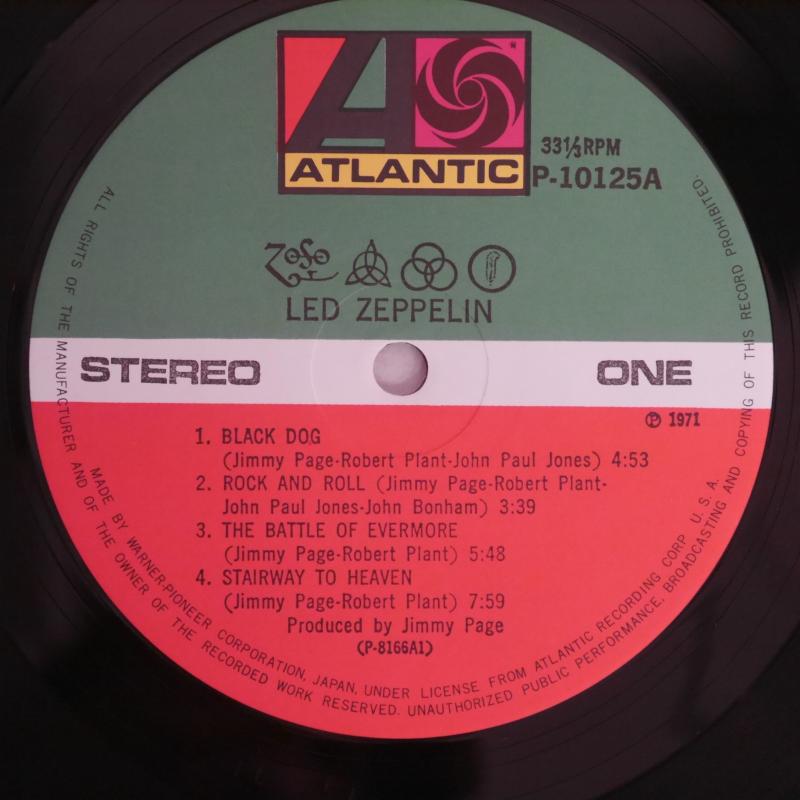 ATLANTIC
33⅓RPM
P-10125A
ZoSo
LED ZEPPELIN
STEREO
ONE
℗ 1971
1. BLACK DOG
(Jimmy Page-Robert Plant-John Paul Jones) 4:53
2. ROCK AND ROLL (Jimmy Page-Robert Plant-
John Paul Jones-John Bonham) 3:39
3. THE BATTLE OF EVERMORE
(Jimmy Page-Robert Plant) 5:48
4. STAIRWAY TO HEAVEN
(Jimmy Page-Robert Plant) 7:59
Produced by Jimmy Page
(P-8166A1)
MADE BY WARNER-PIONEER CORPORATION, JAPAN, UNDER LICENSE FROM ATLANTIC RECORDING CORP. U. S. A.
ALL RIGHTS OF THE MANUFACTURER AND OF THE OWNER OF THE RECORDED WORK RESERVED. UNAUTHORIZED PUBLIC PERFORMANCE, BROADCASTING AND COPYING OF THIS RECORD PROHIBITED.